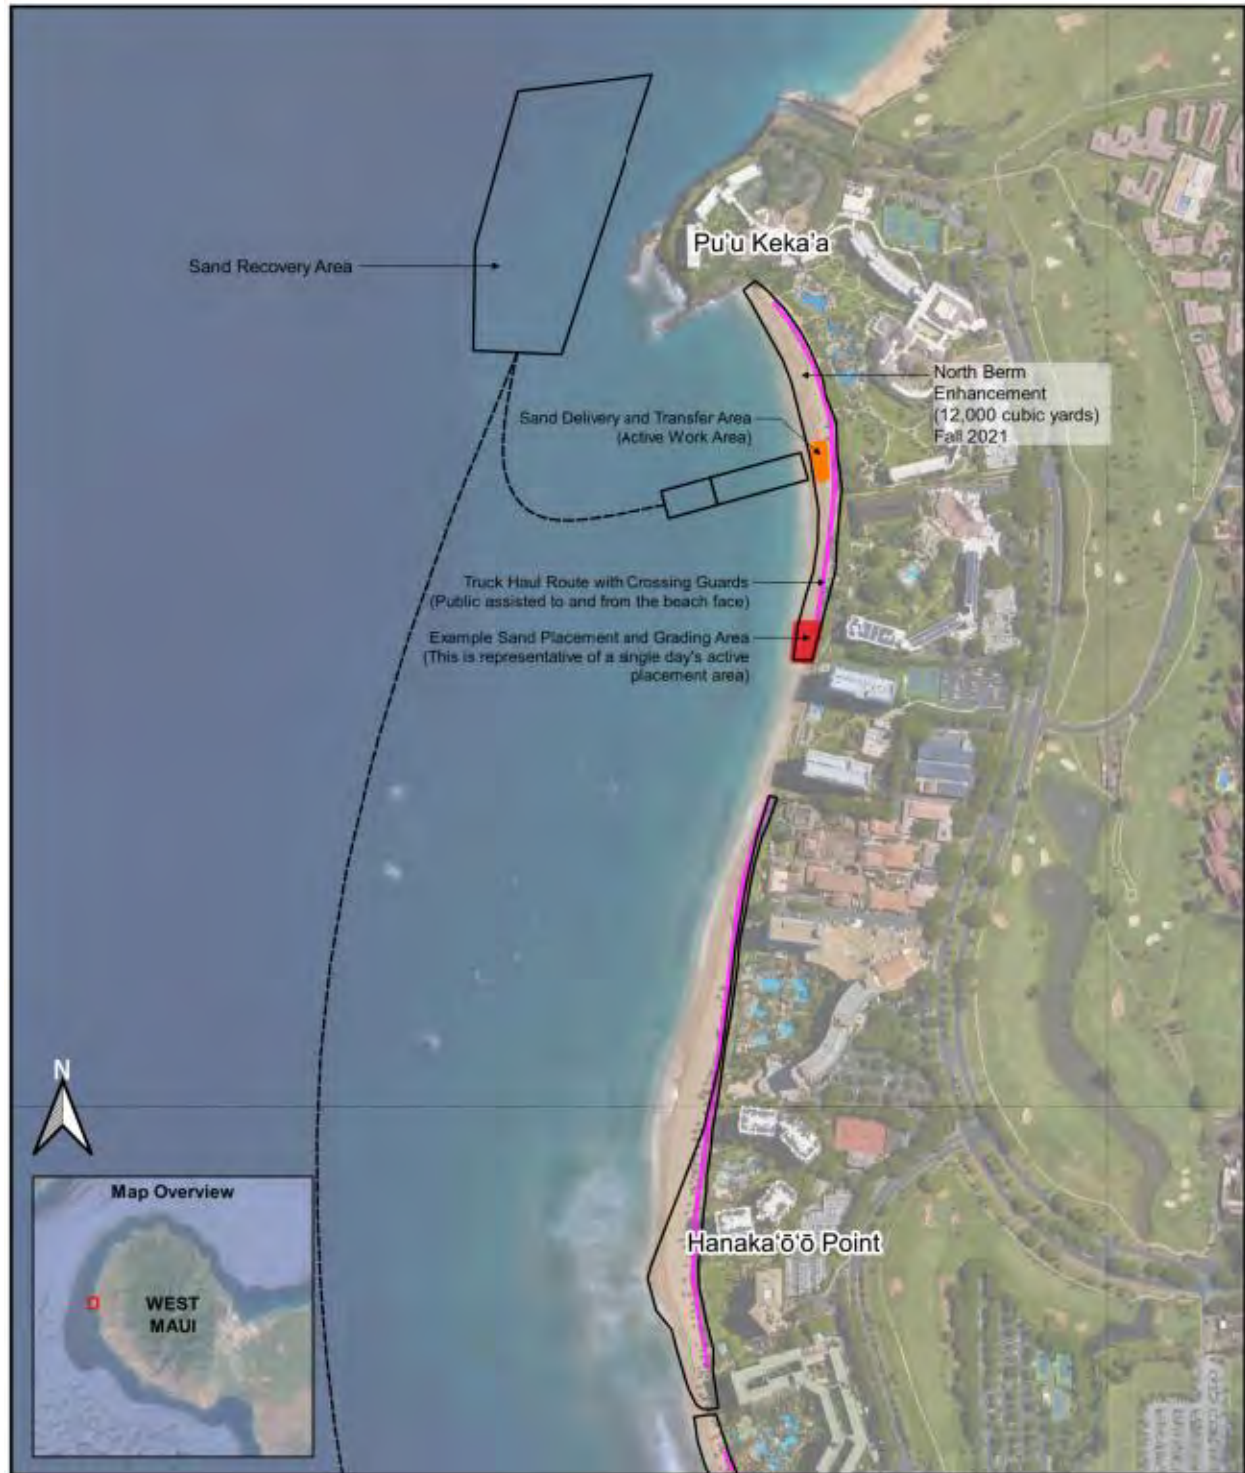 Pu'u Keka'a
Sand Recovery Area
North Berm
Enhancement
(12,000 cubic yards)
Fall 2021
Sand Delivery and Transfer Area
(Active Work Area)
Truck Haul Route with Crossing Guards
(Public assisted to and from the beach face)
Example Sand Placement and Grading Area
(This is representative of a single day's active
placement area)
N
Map Overview
WEST
MAUI
Hanaka'ō'ō Point